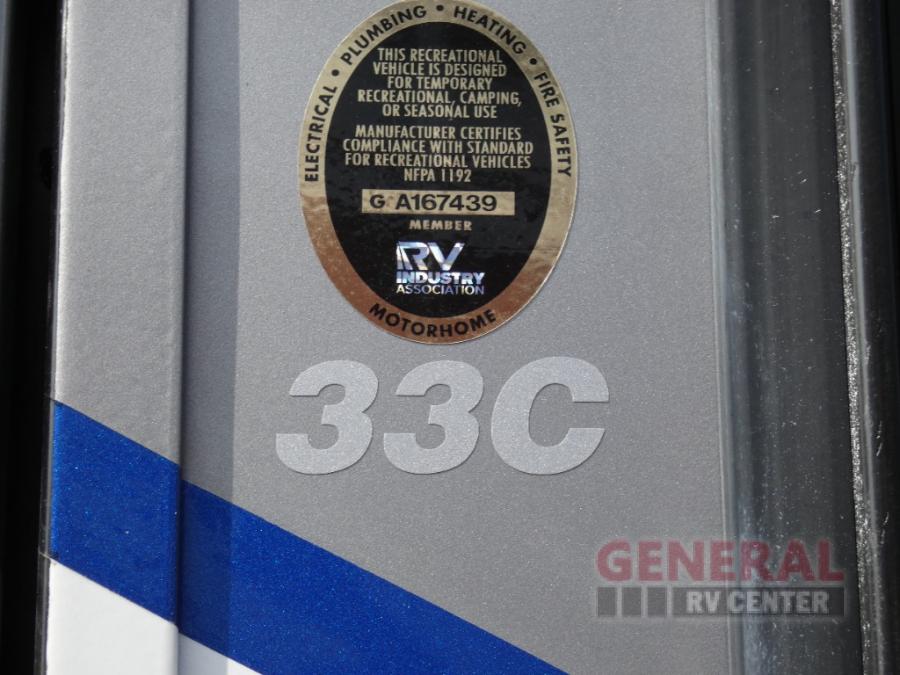 ELECTRICAL • PLUMBING • HEATING • FIRE SAFETY
THIS RECREATIONAL
VEHICLE IS DESIGNED
FOR TEMPORARY
RECREATIONAL, CAMPING,
OR SEASONAL USE
MANUFACTURER CERTIFIES
COMPLIANCE WITH STANDARD
FOR RECREATIONAL VEHICLES
NFPA 1192
G A167439
MEMBER
RV
INDUSTRY
ASSOCIATION
MOTORHOME
33C
GENERAL
RV CENTER